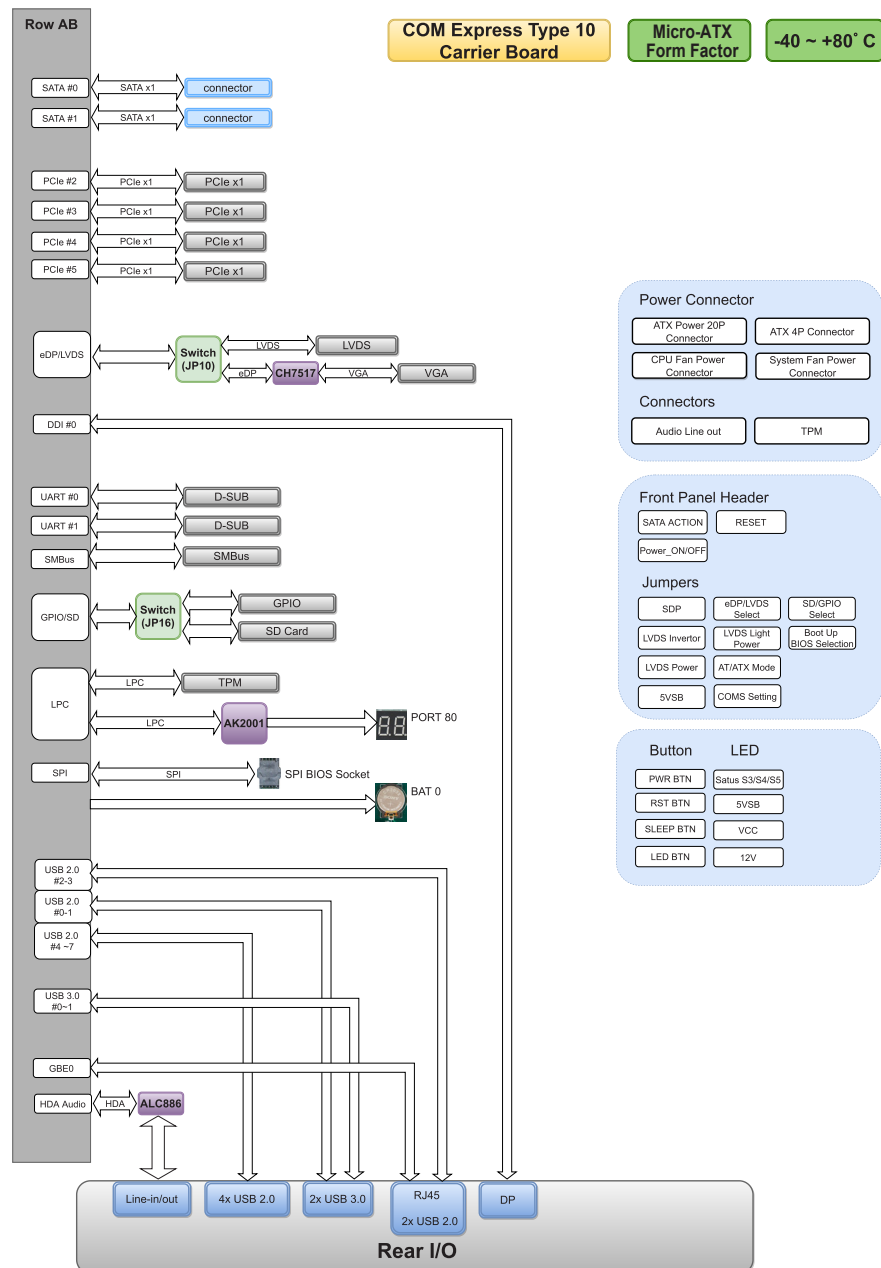 Row AB
COM Express Type 10
Carrier Board
Micro-ATX
Form Factor
-40 ~ +80° C
SATA #0
SATA x1
connector
SATA #1
SATA x1
connector
PCIe #2
PCIe x1
PCIe x1
PCIe #3
PCIe x1
PCIe x1
PCIe #4
PCIe x1
PCIe x1
PCIe #5
PCIe x1
PCIe x1
eDP/LVDS
Switch
(JP10)
LVDS
LVDS
eDP
CH7517
VGA
VGA
DDI #0
UART #0
D-SUB
UART #1
D-SUB
SMBus
SMBus
GPIO/SD
Switch
(JP16)
GPIO
SD Card
LPC
LPC
TPM
LPC
AK2001
PORT 80
SPI
SPI
SPI BIOS Socket
BAT 0
USB 2.0
#2-3
USB 2.0
#0-1
USB 2.0
#4 ~7
USB 3.0
#0~1
GBE0
HDA Audio
HDA
ALC886
Line-in/out
4x USB 2.0
2x USB 3.0
RJ45
2x USB 2.0
DP
Rear I/O
Power Connector
ATX Power 20P
Connector
ATX 4P Connector
CPU Fan Power
Connector
System Fan Power
Connector
Connectors
Audio Line out
TPM
Front Panel Header
SATA ACTION
RESET
Power_ON/OFF
Jumpers
SDP
eDP/LVDS
Select
SD/GPIO
Select
LVDS Invertor
LVDS Light
Power
Boot Up
BIOS Selection
LVDS Power
AT/ATX Mode
5VSB
COMS Setting
Button
LED
PWR BTN
Satus S3/S4/S5
RST BTN
5VSB
SLEEP BTN
VCC
LED BTN
12V